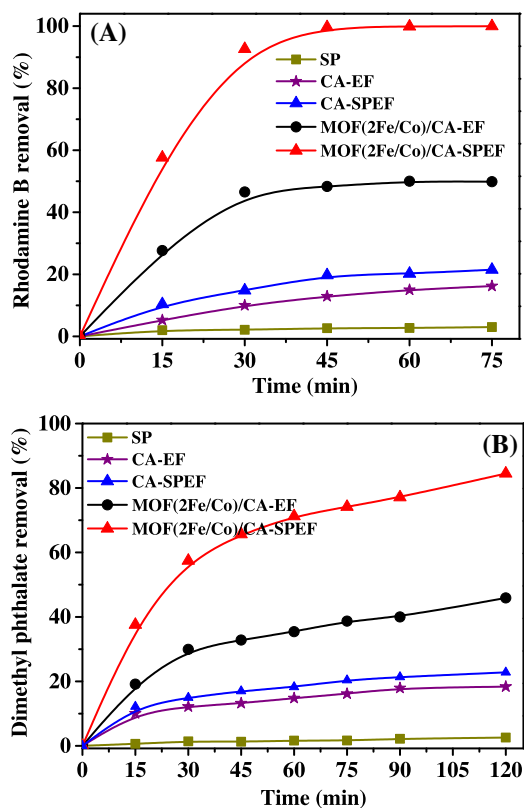 (A)
Rhodamine B removal (%)
100
80
60
40
20
0
SP
CA-EF
CA-SPEF
MOF(2Fe/Co)/CA-EF
MOF(2Fe/Co)/CA-SPEF
0 15 30 45 60 75
Time (min)
(B)
Dimethyl phthalate removal (%)
100
80
60
40
20
0
SP
CA-EF
CA-SPEF
MOF(2Fe/Co)/CA-EF
MOF(2Fe/Co)/CA-SPEF
0 15 30 45 60 75 90 105 120
Time (min)